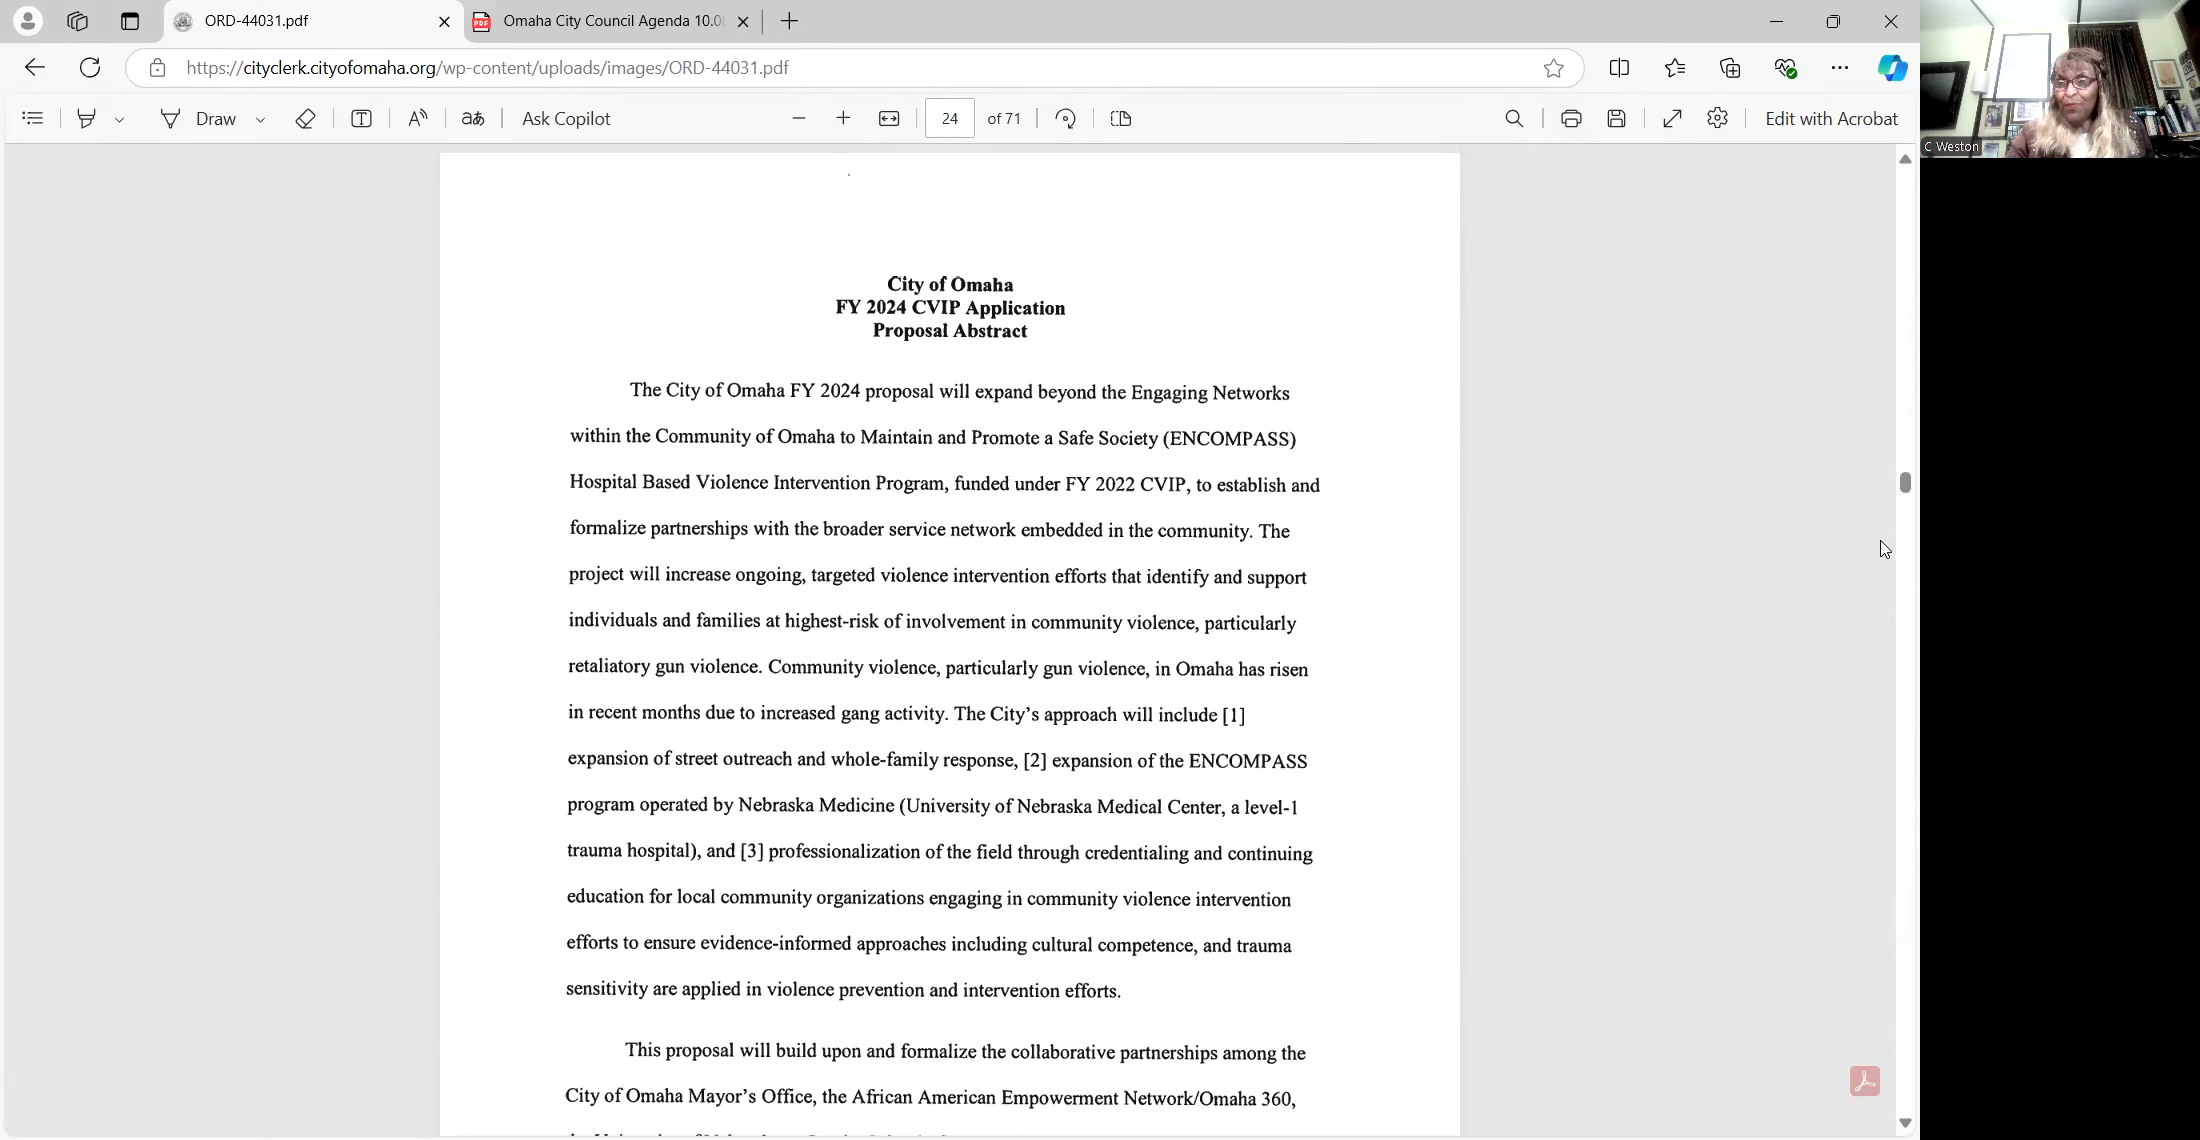 ORD-44031.pdf
Omaha City Council Agenda 10.08
https://cityclerk.cityofomaha.org/wp-content/uploads/images/ORD-44031.pdf
Draw
aあ
Ask Copilot
24
of 71
Edit with Acrobat
C Weston
City of Omaha
FY 2024 CVIP Application
Proposal Abstract
The City of Omaha FY 2024 proposal will expand beyond the Engaging Networks
within the Community of Omaha to Maintain and Promote a Safe Society (ENCOMPASS)
Hospital Based Violence Intervention Program, funded under FY 2022 CVIP, to establish and
formalize partnerships with the broader service network embedded in the community. The
project will increase ongoing, targeted violence intervention efforts that identify and support
individuals and families at highest-risk of involvement in community violence, particularly
retaliatory gun violence. Community violence, particularly gun violence, in Omaha has risen
in recent months due to increased gang activity. The City's approach will include [1]
expansion of street outreach and whole-family response, [2] expansion of the ENCOMPASS
program operated by Nebraska Medicine (University of Nebraska Medical Center, a level-1
trauma hospital), and [3] professionalization of the field through credentialing and continuing
education for local community organizations engaging in community violence intervention
efforts to ensure evidence-informed approaches including cultural competence, and trauma
sensitivity are applied in violence prevention and intervention efforts.
This proposal will build upon and formalize the collaborative partnerships among the
City of Omaha Mayor's Office, the African American Empowerment Network/Omaha 360,